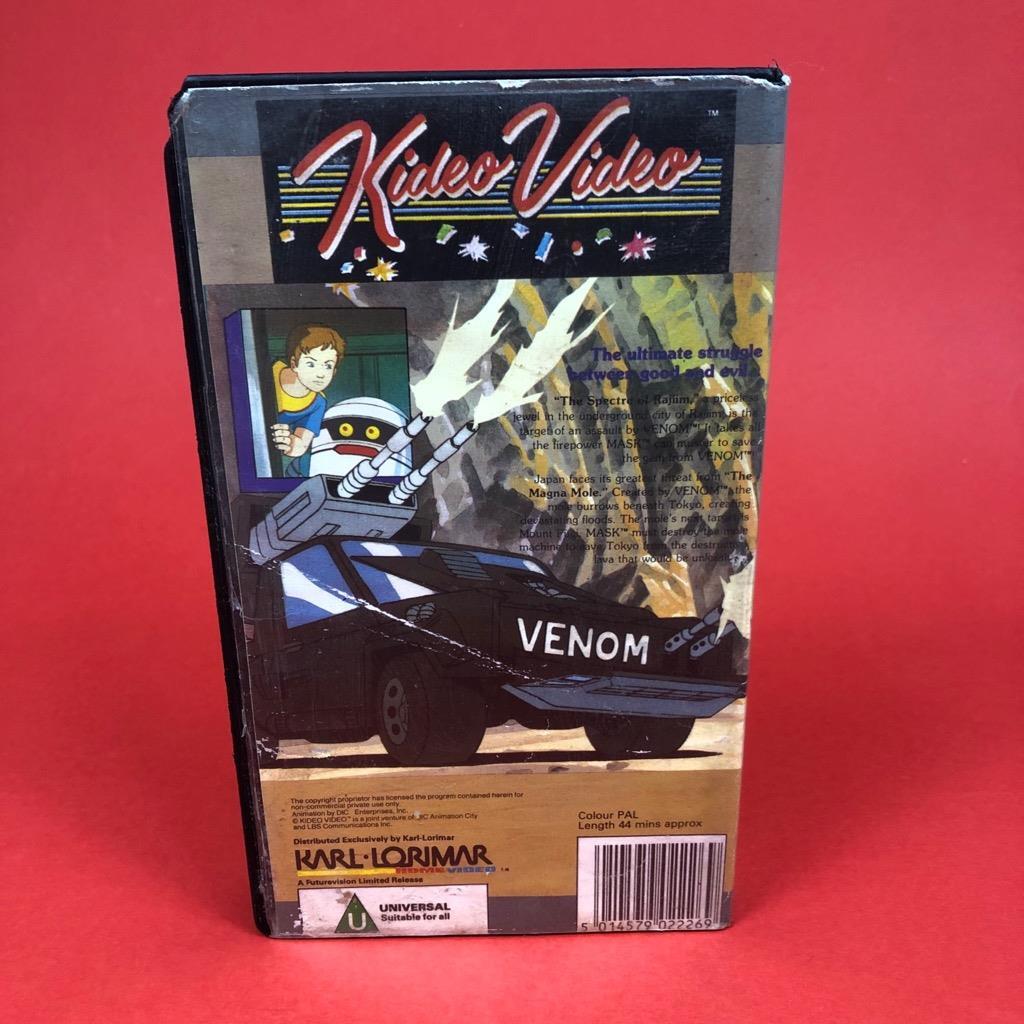 Kideo Video
TM
The ultimate struggle
between good and evil.
"The Spectre of Rajiim," a priceless
jewel in the underground city of Rajiim, is the
target of an assault by VENOM™! It takes all
the firepower MASK™ can muster to save
the gem from VENOM™!
Japan faces its greatest threat from "The
Magna Mole." Created by VENOM™, the
mole burrows beneath Tokyo, creating
devastating floods. The mole's next target is
Mount Fuji. MASK™ must destroy the mole
machine to save Tokyo from the destructive
lava that would be
VENOM
The copyright proprietor has licensed the program contained herein for
non-commercial private use only.
Animation by DIC Enterprises, Inc.
© KIDEO VIDEO™ is a joint venture of DIC Animation City
and LBS Communications Inc.
Distributed Exclusively by Karl-Lorimar
KARL·LORIMAR
HOME VIDEO TM
A Futurevision Limited Release
U
UNIVERSAL
Suitable for all
Colour PAL
Length 44 mins approx
5 014579 022269